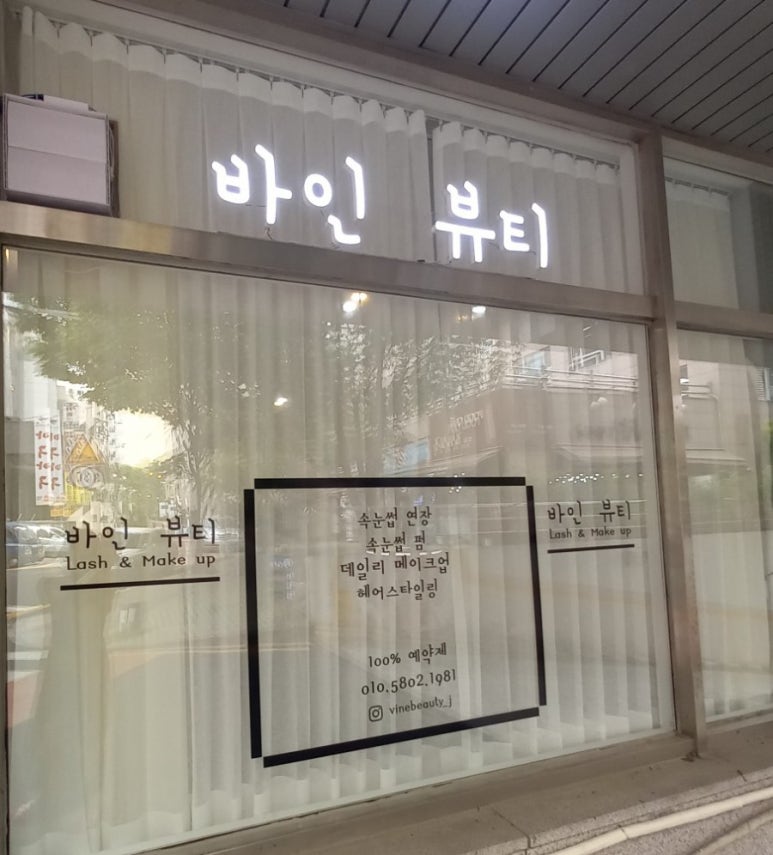 바인 뷰티
바인 뷰티
Lash & Make up
속눈썹 연장
속눈썹 펌
데일리 메이크업
헤어스타일링
100% 예약제
010.5802.1981
vinebeauty_j
바인 뷰티
Lash & Make up